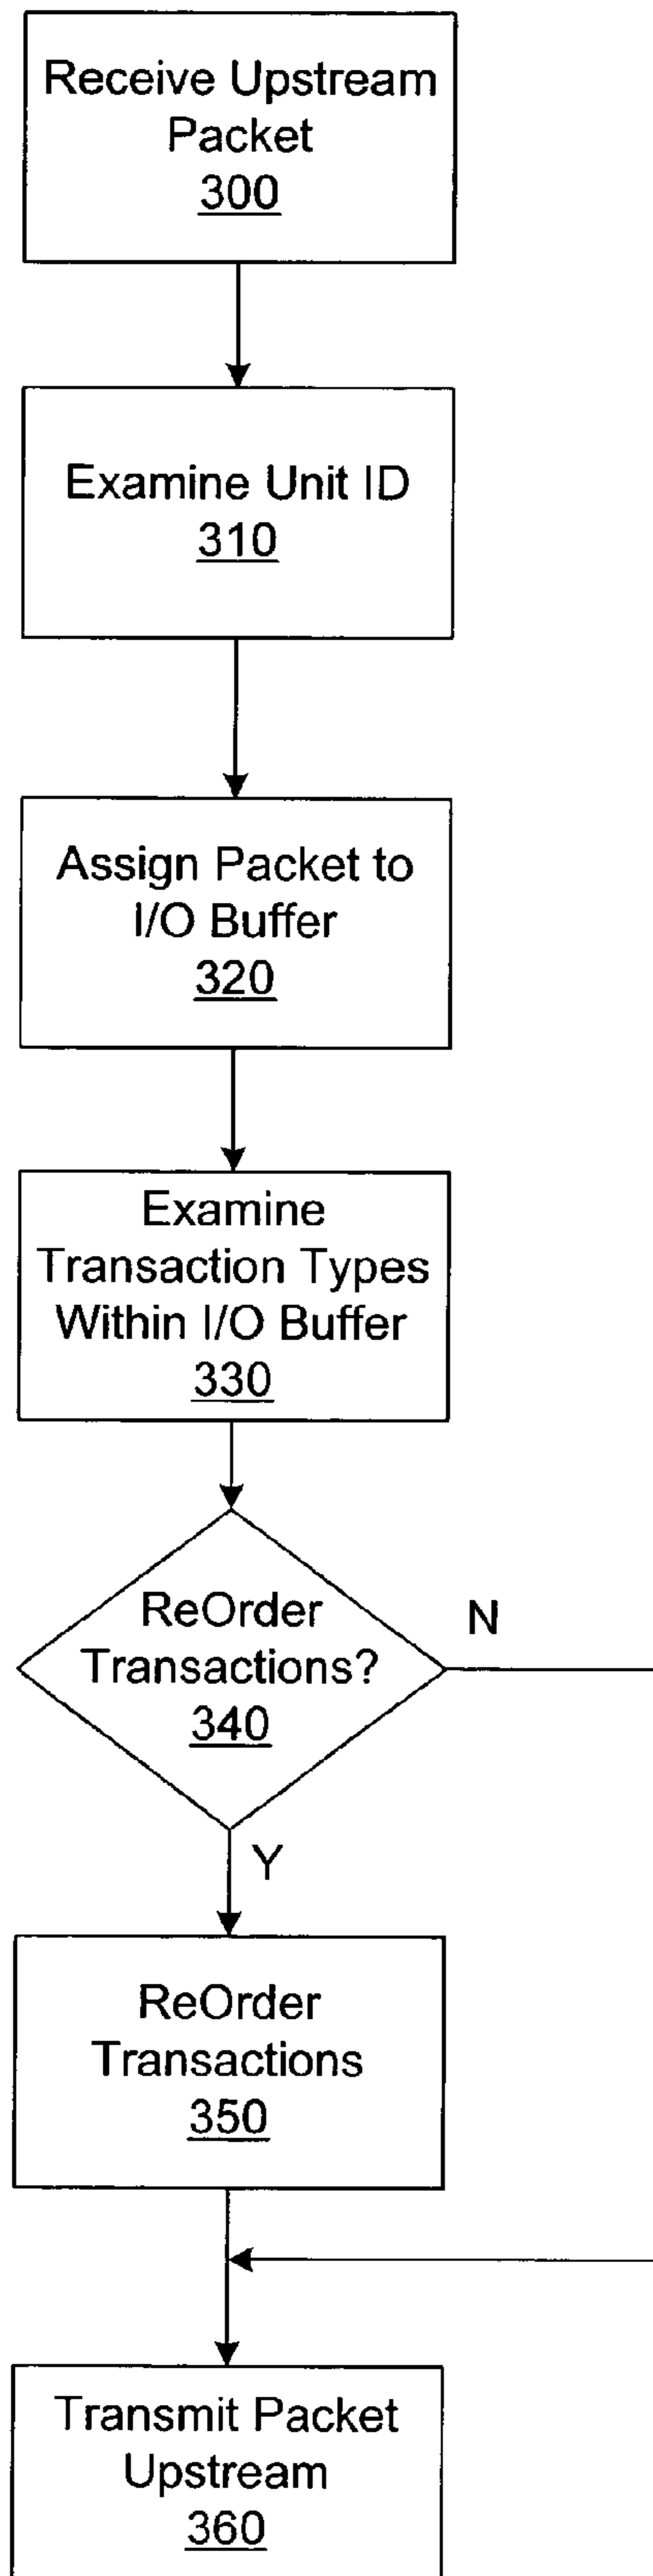 Receive Upstream
Packet
300
Examine Unit ID
310
Assign Packet to
I/O Buffer
320
Examine
Transaction Types
Within I/O Buffer
330
ReOrder
Transactions?
340
N
Y
ReOrder
Transactions
350
Transmit Packet
Upstream
360